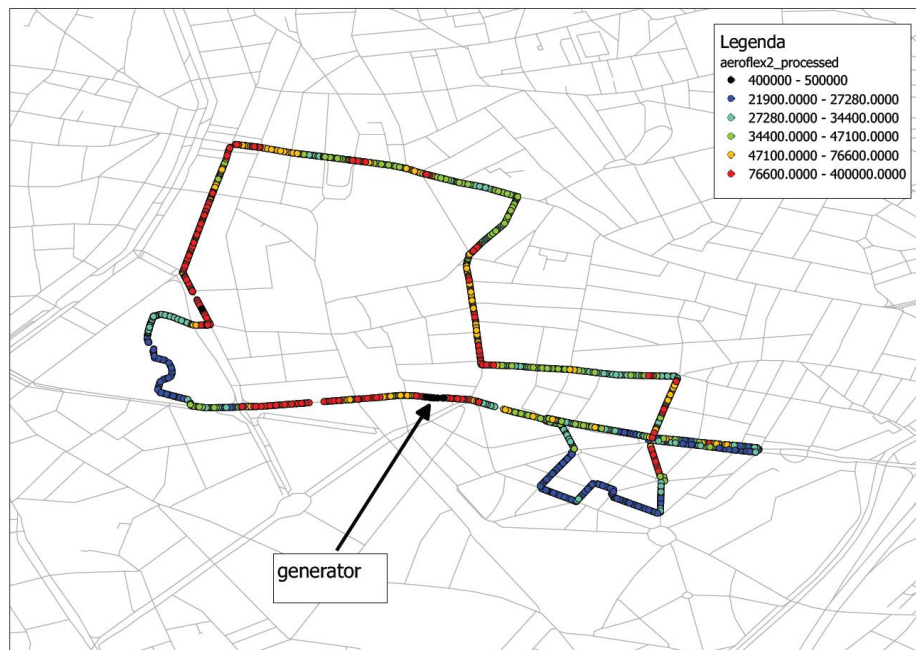 Legenda
aeroflex2_processed
400000 - 500000
21900.0000 - 27280.0000
27280.0000 - 34400.0000
34400.0000 - 47100.0000
47100.0000 - 76600.0000
76600.0000 - 400000.0000
generator